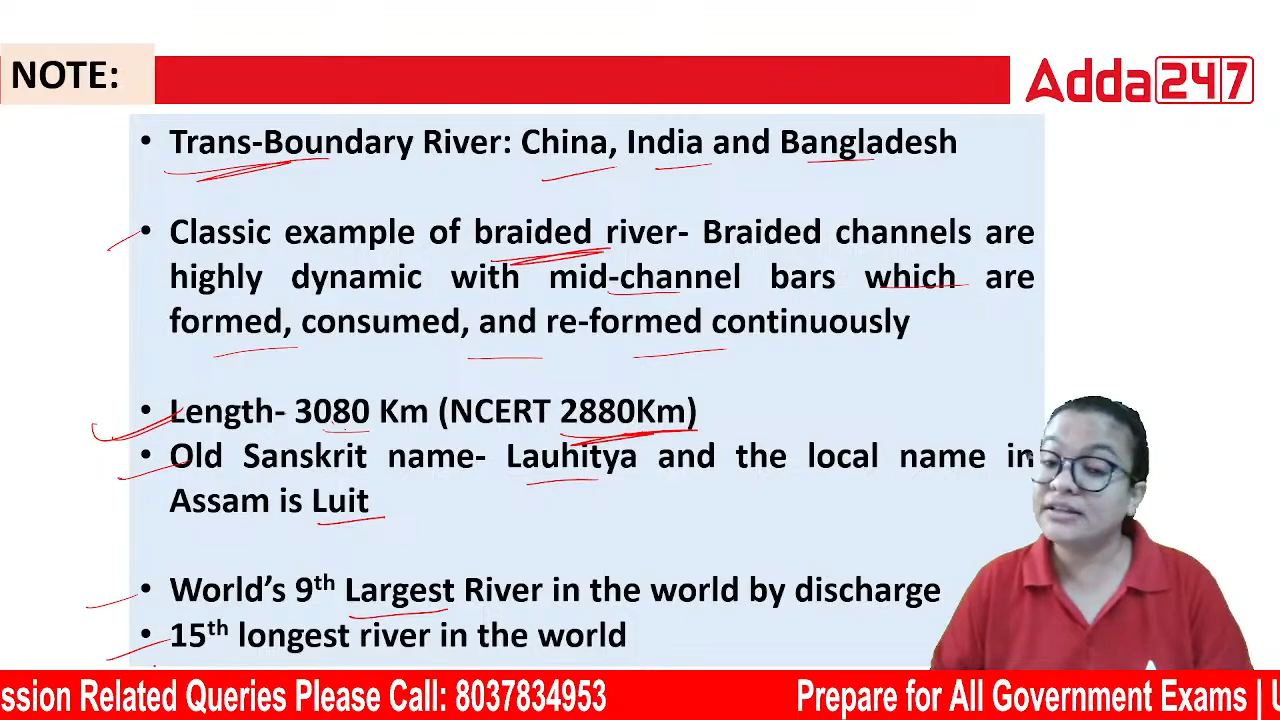 NOTE:
Adda247
• Trans-Boundary River: China, India and Bangladesh
• Classic example of braided river- Braided channels are
highly dynamic with mid-channel bars which are
formed, consumed, and re-formed continuously
• Length- 3080 Km (NCERT 2880Km)
• Old Sanskrit name- Lauhitya and the local name in
Assam is Luit
• World's 9th Largest River in the world by discharge
• 15th longest river in the world
ssion Related Queries Please Call: 8037834953 Prepare for All Government Exams |